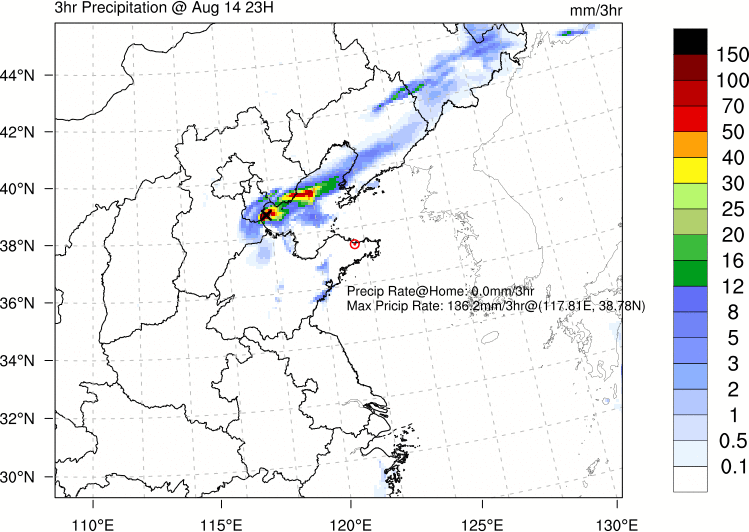 3hr Precipitation @ Aug 14 23H
mm/3hr
44°N
42°N
40°N
38°N
36°N
34°N
32°N
30°N
Precip Rate@Home: 0.0mm/3hr
Max Pricip Rate: 136.2mm/3hr@(117.81E, 38.78N)
110°E
115°E
120°E
125°E
130°E
150
100
70
50
40
30
25
20
16
12
8
5
3
2
1
0.5
0.1